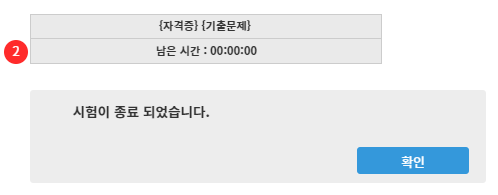 {자격증} {기출문제}
2
남은 시간 : 00:00:00
시험이 종료 되었습니다.
확인